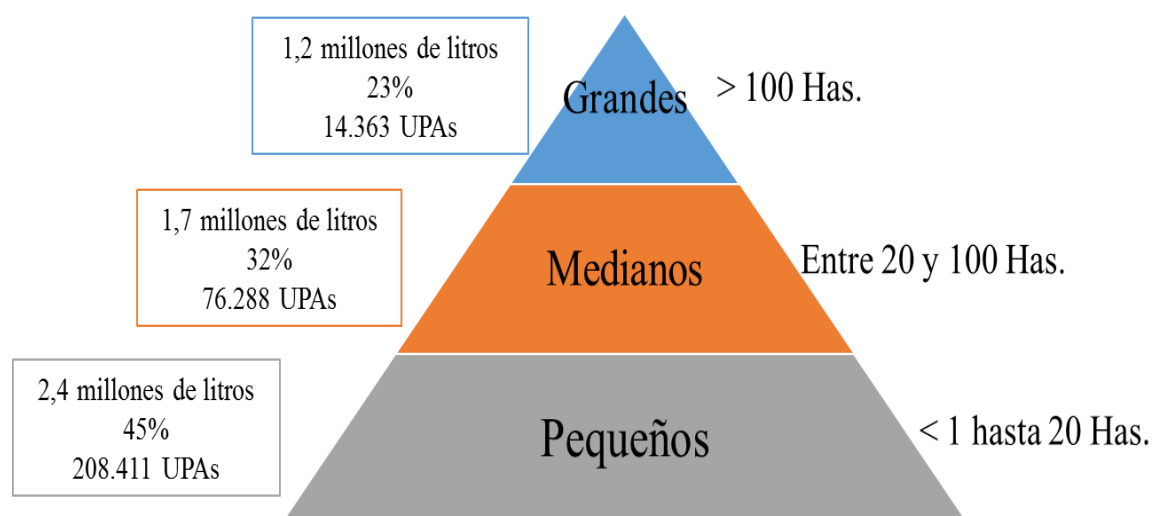 1,2 millones de litros
23%
14.363 UPAs
Grandes
> 100 Has.
1,7 millones de litros
32%
76.288 UPAs
Medianos
Entre 20 y 100 Has.
2,4 millones de litros
45%
208.411 UPAs
Pequeños
< 1 hasta 20 Has.